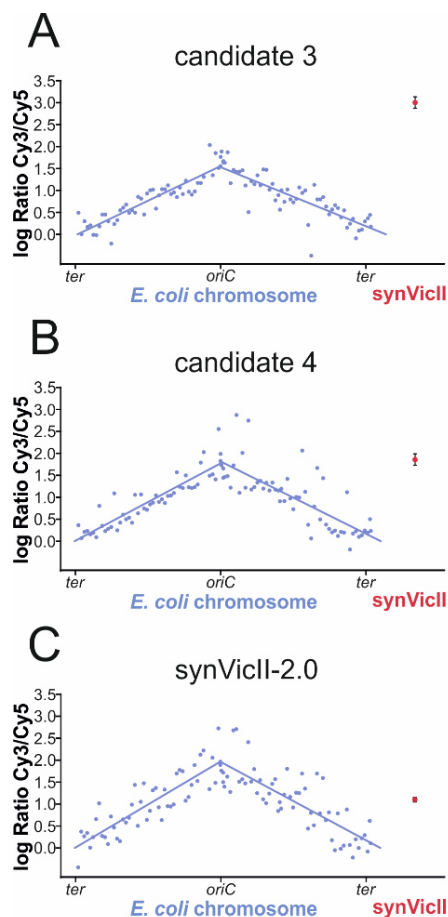 A
candidate 3
log Ratio Cy3/Cy5
3.5
3.0
2.5
2.0
1.5
1.0
0.5
0.0
ter oriC ter
E. coli chromosome synVicII
B
candidate 4
log Ratio Cy3/Cy5
3.5
3.0
2.5
2.0
1.5
1.0
0.5
0.0
ter oriC ter
E. coli chromosome synVicII
C
synVicII-2.0
log Ratio Cy3/Cy5
3.5
3.0
2.5
2.0
1.5
1.0
0.5
0.0
ter oriC ter
E. coli chromosome synVicII